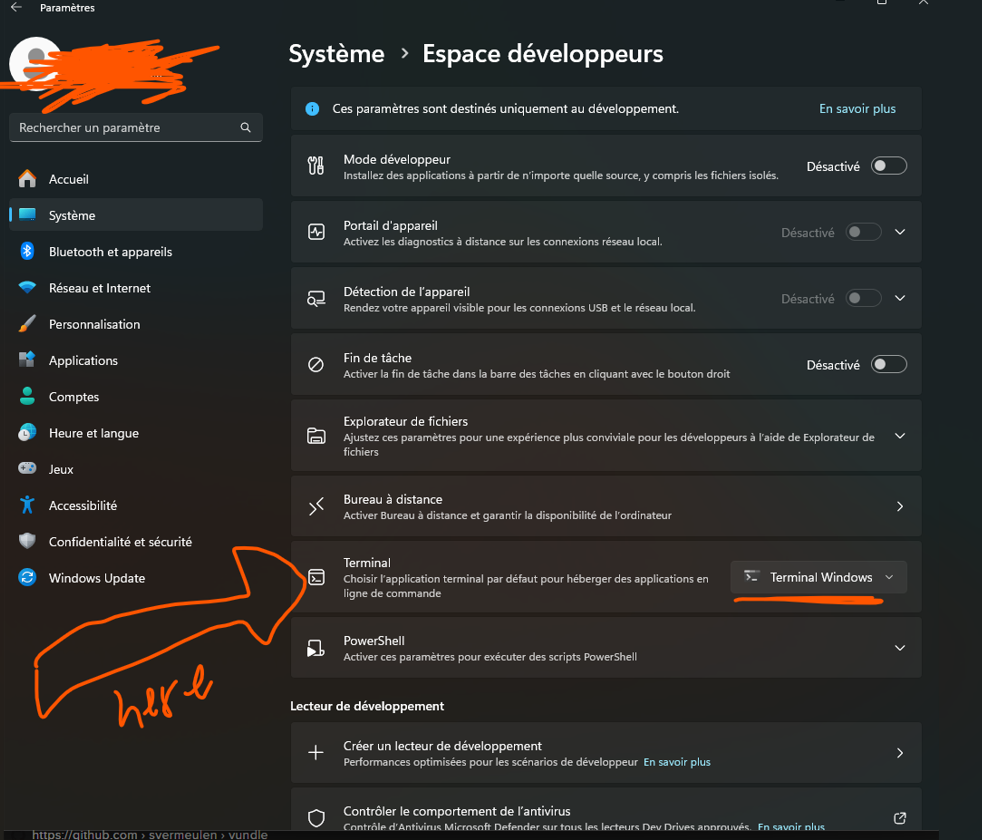 Paramètres
Système > Espace développeurs
Ces paramètres sont destinés uniquement au développement. En savoir plus
Rechercher un paramètre
Accueil
Système
Bluetooth et appareils
Réseau et Internet
Personnalisation
Applications
Comptes
Heure et langue
Jeux
Accessibilité
Confidentialité et sécurité
Windows Update
here
Mode développeur
Installez des applications à partir de n'importe quelle source, y compris les fichiers isolés.
Désactivé
Portail d'appareil
Activez les diagnostics à distance sur les connexions réseau local.
Désactivé
Détection de l'appareil
Rendez votre appareil visible pour les connexions USB et le réseau local.
Désactivé
Fin de tâche
Activer la fin de tâche dans la barre des tâches en cliquant avec le bouton droit
Désactivé
Explorateur de fichiers
Ajustez ces paramètres pour une expérience plus conviviale pour les développeurs à l'aide de Explorateur de
fichiers
Bureau à distance
Activer Bureau à distance et garantir la disponibilité de l'ordinateur
Terminal
Choisir l'application terminal par défaut pour héberger des applications en
ligne de commande
Terminal Windows
PowerShell
Activer ces paramètres pour exécuter des scripts PowerShell
Lecteur de développement
Créer un lecteur de développement
Performances optimisées pour les scénarios de développeur En savoir plus
Contrôler le comportement de l'antivirus
Contrôle d'Antivirus Microsoft Defender sur tous les lecteurs Dev Drives approuvés. En savoir plus
https://github.com › svermeulen › vundle